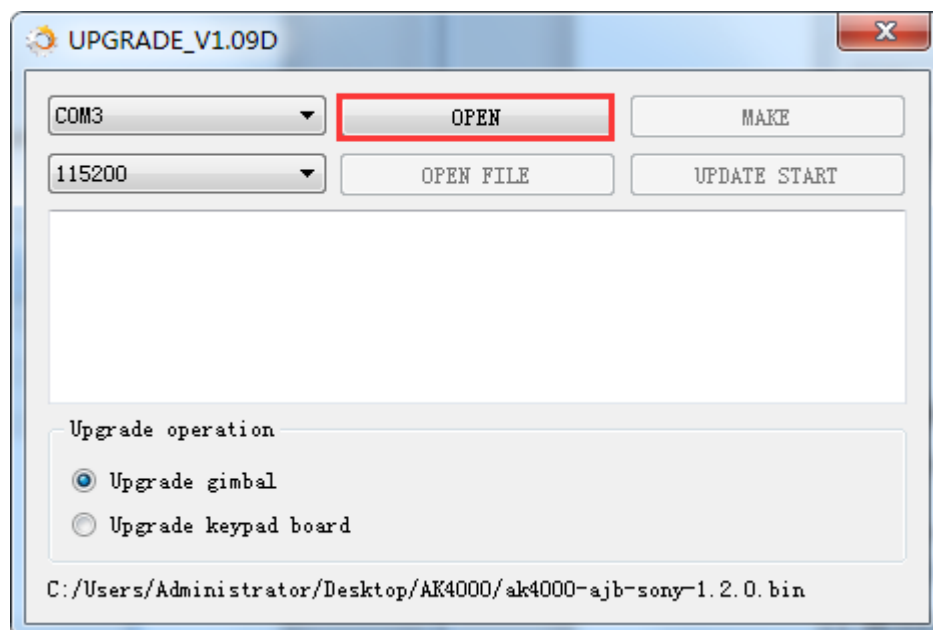 UPGRADE_V1.09D
COM3 OPEN MAKE
115200 OPEN FILE UPDATE START
Upgrade operation
Upgrade gimbal
Upgrade keypad board
C:/Users/Administrator/Desktop/AK4000/ak4000-ajb-sony-1.2.0.bin